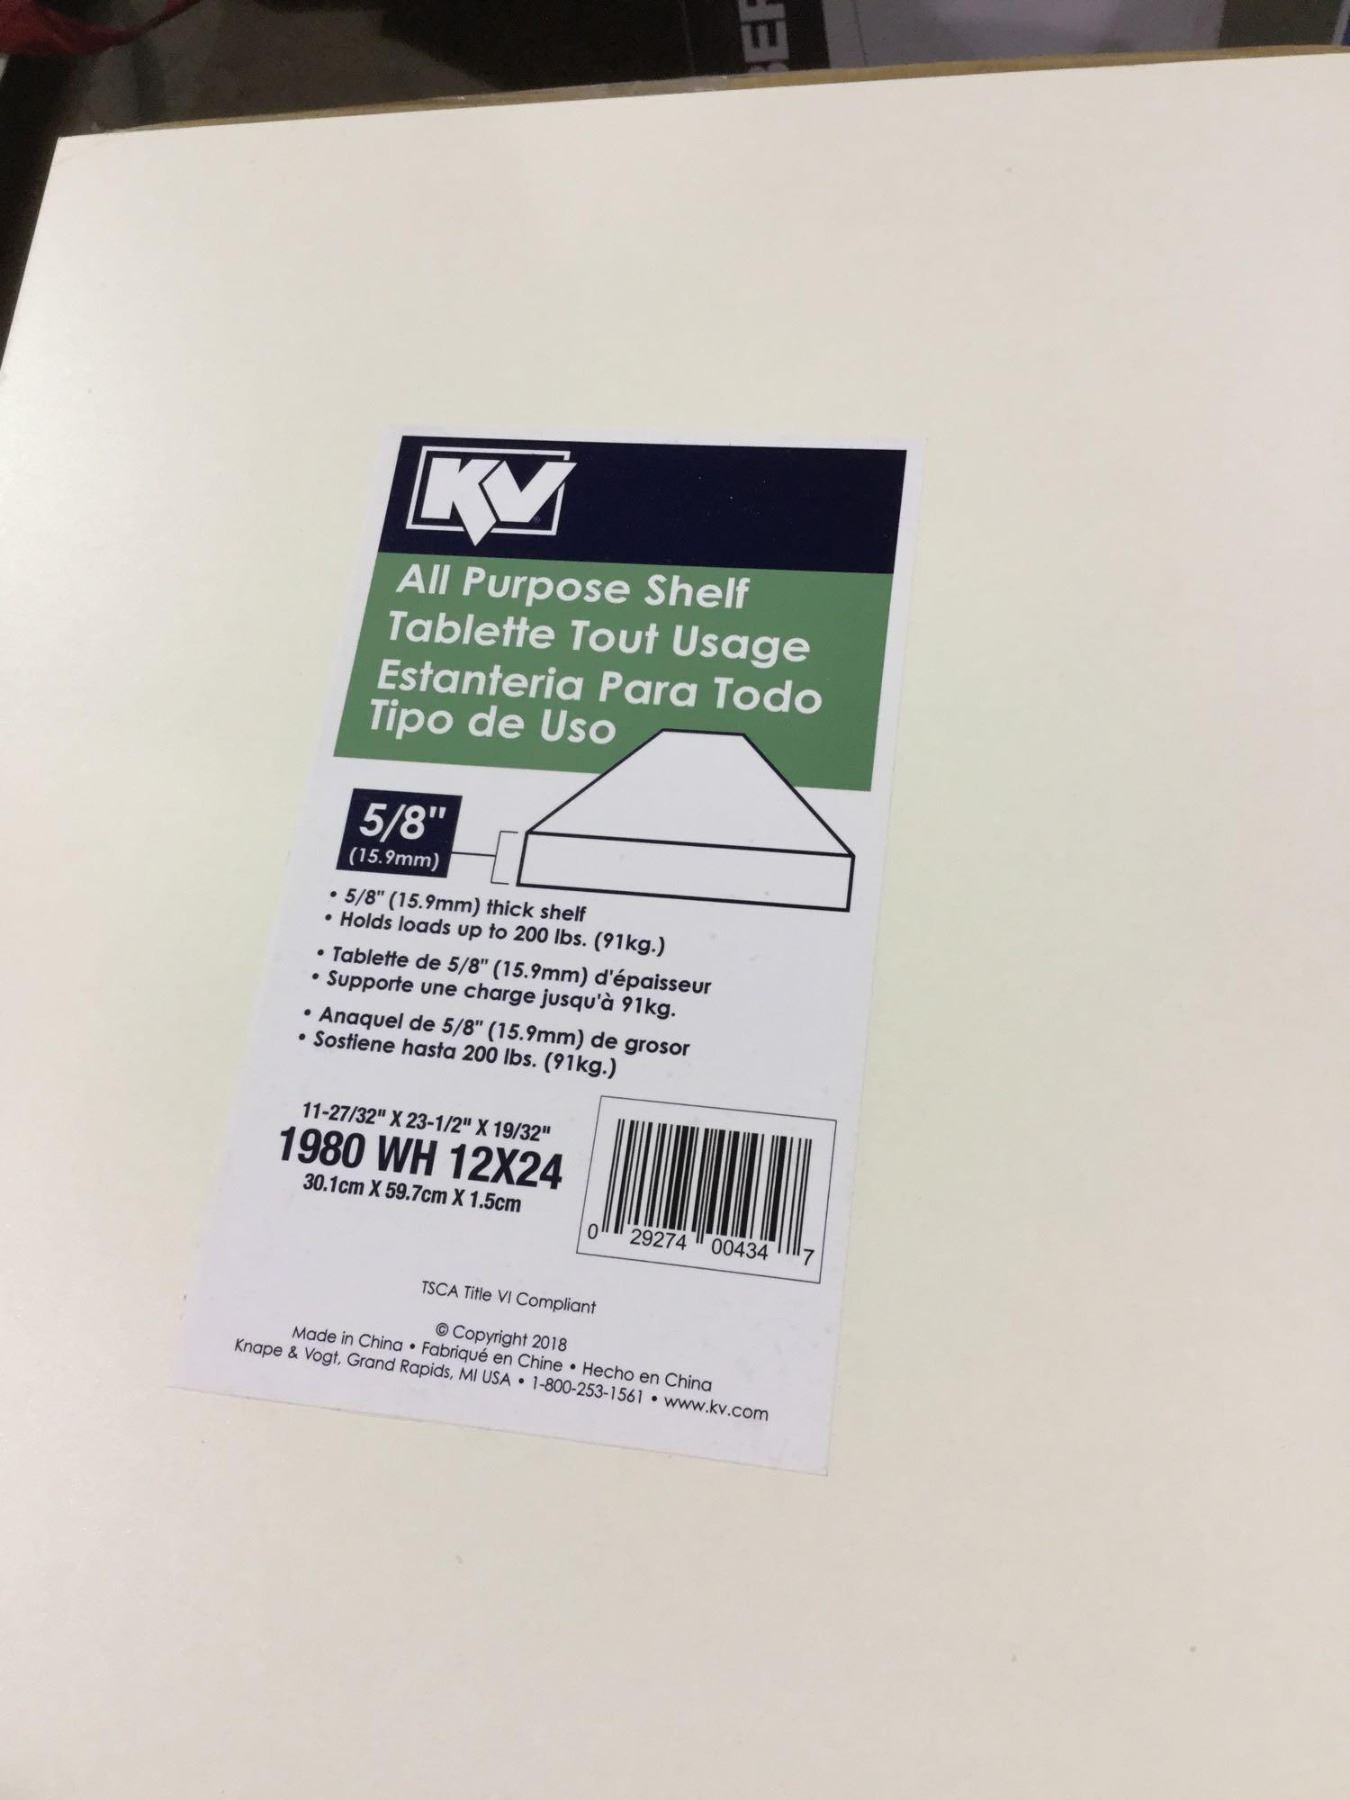 BER
KV
All Purpose Shelf
Tablette Tout Usage
Estanteria Para Todo
Tipo de Uso
5/8"
(15.9mm)
• 5/8" (15.9mm) thick shelf
• Holds loads up to 200 lbs. (91kg.)
• Tablette de 5/8" (15.9mm) d'épaisseur
• Supporte une charge jusqu'à 91kg.
• Anaquel de 5/8" (15.9mm) de grosor
• Sostiene hasta 200 lbs. (91kg.)
11-27/32" X 23-1/2" X 19/32"
1980 WH 12X24
30.1cm X 59.7cm X 1.5cm
0 29274 00434 7
TSCA Title VI Compliant
© Copyright 2018
Made in China • Fabriqué en Chine • Hecho en China
Knape & Vogt, Grand Rapids, MI USA • 1-800-253-1561 • www.kv.com